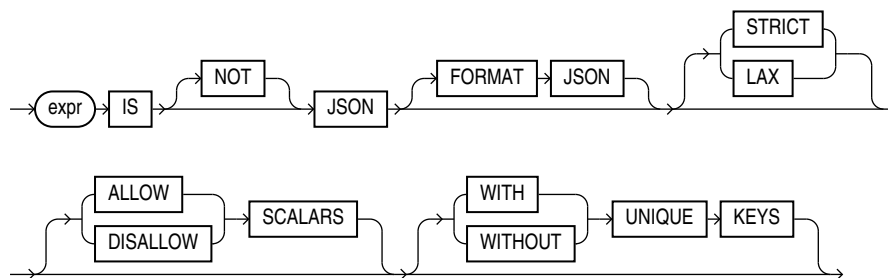 STRICT
NOT FORMAT JSON LAX
expr IS JSON
ALLOW WITH
SCALARS UNIQUE KEYS
DISALLOW WITHOUT